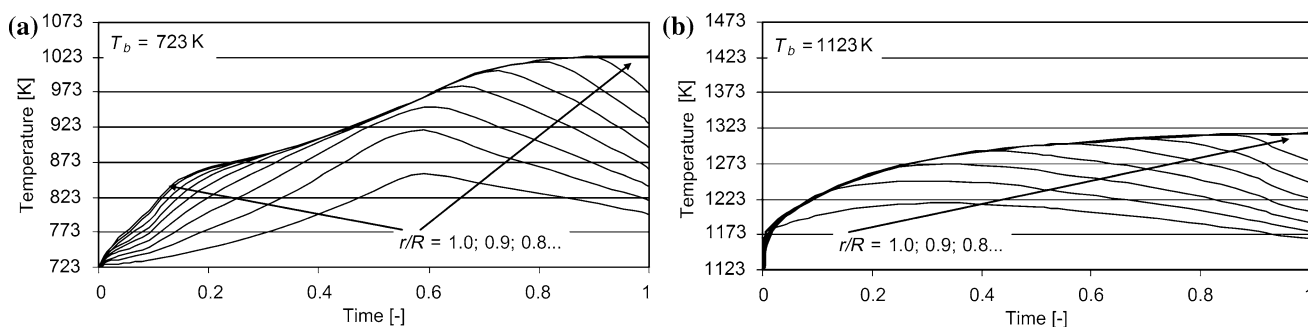 (a)
T_b = 723 K
Temperature [K]
1073
1023
973
923
873
823
773
723
r/R = 1.0; 0.9; 0.8...
0
0.2
0.4
0.6
0.8
1
Time [-]
(b)
T_b = 1123 K
Temperature [K]
1473
1423
1373
1323
1273
1223
1173
1123
r/R = 1.0; 0.9; 0.8...
0
0.2
0.4
0.6
0.8
1
Time [-]